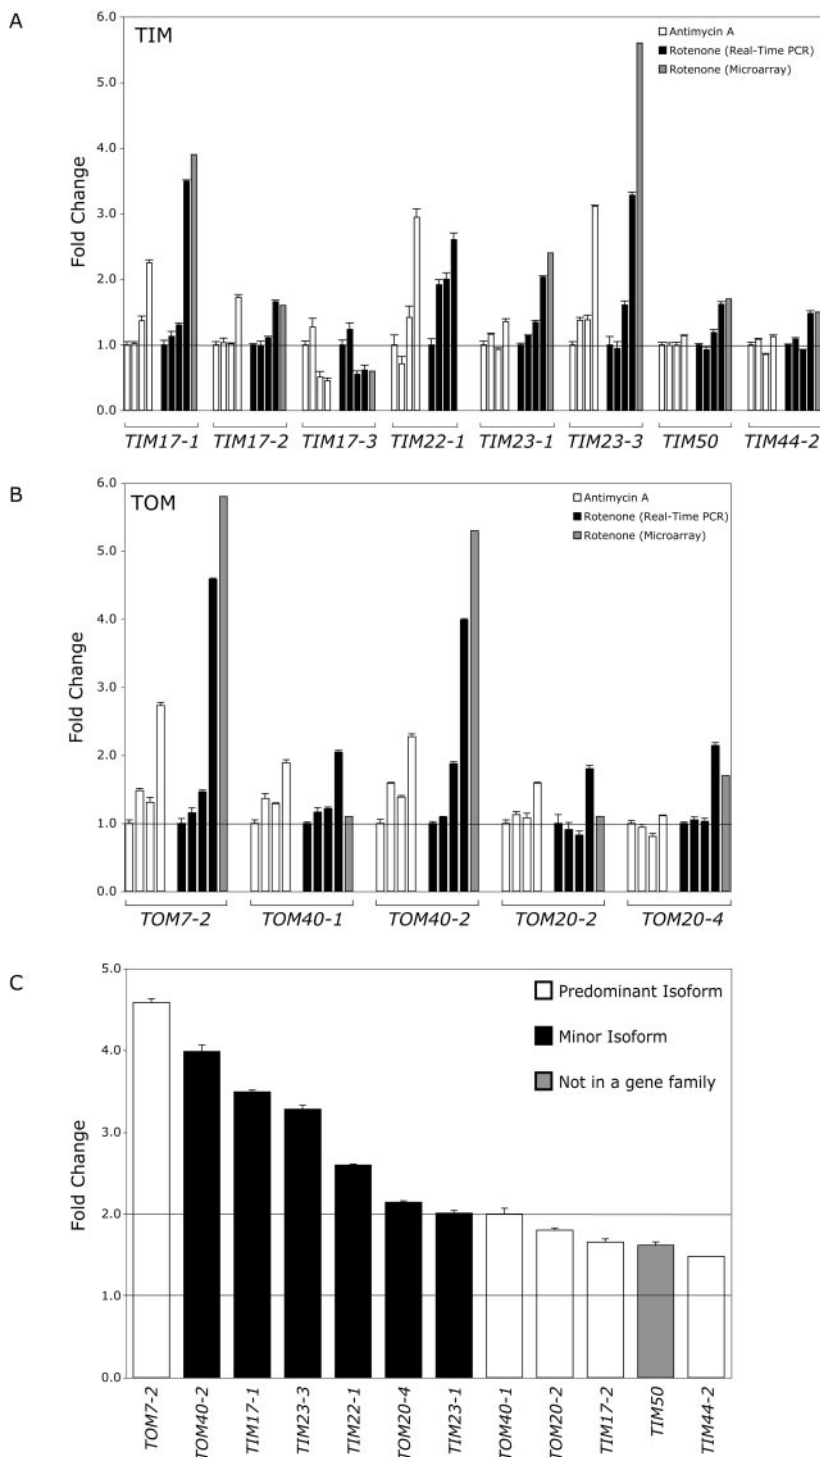 A
TIM
Antimycin A
Rotenone (Real-Time PCR)
Rotenone (Microarray)
Fold Change
6.0
5.0
4.0
3.0
2.0
1.0
0.0
TIM17-1 TIM17-2 TIM17-3 TIM22-1 TIM23-1 TIM23-3 TIM50 TIM44-2
B
TOM
Antimycin A
Rotenone (Real-Time PCR)
Rotenone (Microarray)
Fold Change
6.0
5.0
4.0
3.0
2.0
1.0
0.0
TOM7-2 TOM40-1 TOM40-2 TOM20-2 TOM20-4
C
Predominant Isoform
Minor Isoform
Not in a gene family
Fold Change
5.0
4.0
3.0
2.0
1.0
0.0
TOM7-2
TOM40-2
TIM17-1
TIM23-3
TIM22-1
TOM20-4
TIM23-1
TOM40-1
TOM20-2
TIM17-2
TIM50
TIM44-2